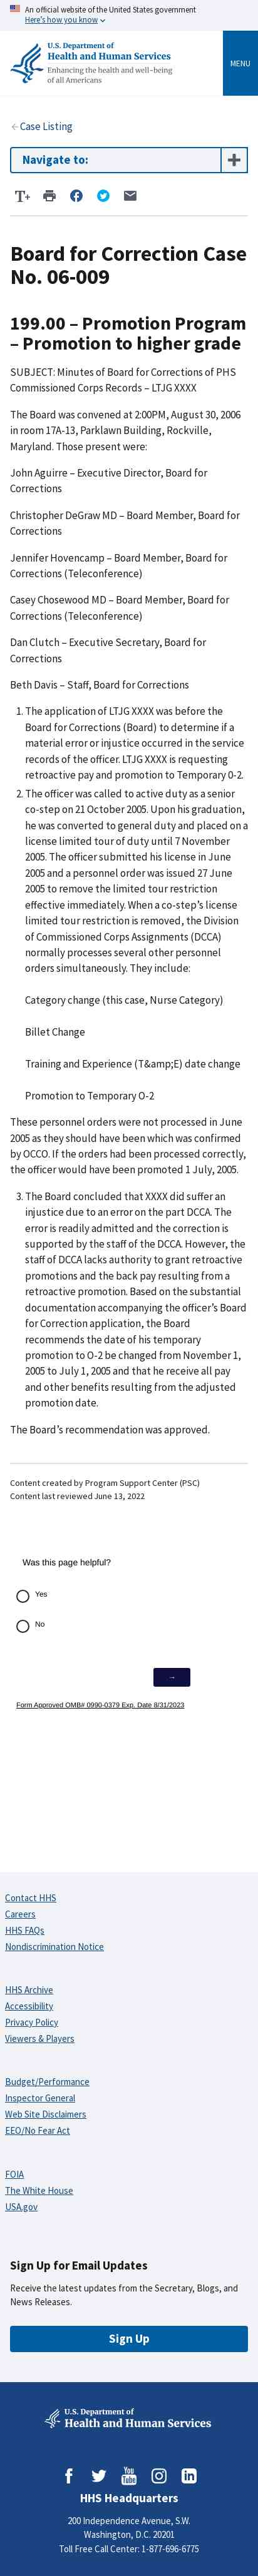 An official website of the United States government
Here's how you know
U.S. Department of
Health and Human Services
Enhancing the health and well-being
of all Americans
MENU
Case Listing
Navigate to:
Board for Correction Case
No. 06-009
199.00 – Promotion Program
– Promotion to higher grade
SUBJECT: Minutes of Board for Corrections of PHS
Commissioned Corps Records – LTJG XXXX
The Board was convened at 2:00PM, August 30, 2006
in room 17A-13, Parklawn Building, Rockville,
Maryland. Those present were:
John Aguirre – Executive Director, Board for
Corrections
Christopher DeGraw MD – Board Member, Board for
Corrections
Jennifer Hovencamp – Board Member, Board for
Corrections (Teleconference)
Casey Chosewood MD – Board Member, Board for
Corrections (Teleconference)
Dan Clutch – Executive Secretary, Board for
Corrections
Beth Davis – Staff, Board for Corrections
1. The application of LTJG XXXX was before the
Board for Corrections (Board) to determine if a
material error or injustice occurred in the service
records of the officer. LTJG XXXX is requesting
retroactive pay and promotion to Temporary 0-2.
2. The officer was called to active duty as a senior
co-step on 21 October 2005. Upon his graduation,
he was converted to general duty and placed on a
limited tour of duty until 7 November
2005. The officer submitted his license in June
2005 and a personnel order was issued 27 June
2005 to remove the limited tour restriction
effective immediately. When a co-step's license
limited tour restriction is removed, the Division
of Commissioned Corps Assignments (DCCA)
normally processes several other personnel
orders simultaneously. They include:
Category change (this case, Nurse Category)
Billet Change
Training and Experience (T&amp;E) date change
Promotion to Temporary O-2
These personnel orders were not processed in June
2005 as they should have been which was confirmed
by OCCO. If the orders had been processed correctly,
the officer would have been promoted 1 July, 2005.
3. The Board concluded that XXXX did suffer an
injustice due to an error on the part DCCA. The
error is readily admitted and the correction is
supported by the staff of the DCCA. However, the
staff of DCCA lacks authority to grant retroactive
promotions and the back pay resulting from a
retroactive promotion. Based on the substantial
documentation accompanying the officer's Board
for Correction application, the Board
recommends the date of his temporary
promotion to O-2 be changed from November 1,
2005 to July 1, 2005 and that he receive all pay
and other benefits resulting from the adjusted
promotion date.
The Board's recommendation was approved.
Content created by Program Support Center (PSC)
Content last reviewed June 13, 2022
Was this page helpful?
Yes
No
→
Form Approved OMB# 0990-0379 Exp. Date 8/31/2023
Contact HHS
Careers
HHS FAQs
Nondiscrimination Notice
HHS Archive
Accessibility
Privacy Policy
Viewers & Players
Budget/Performance
Inspector General
Web Site Disclaimers
EEO/No Fear Act
FOIA
The White House
USA.gov
Sign Up for Email Updates
Receive the latest updates from the Secretary, Blogs, and
News Releases.
Sign Up
U.S. Department of
Health and Human Services
HHS Headquarters
200 Independence Avenue, S.W.
Washington, D.C. 20201
Toll Free Call Center: 1-877-696-6775